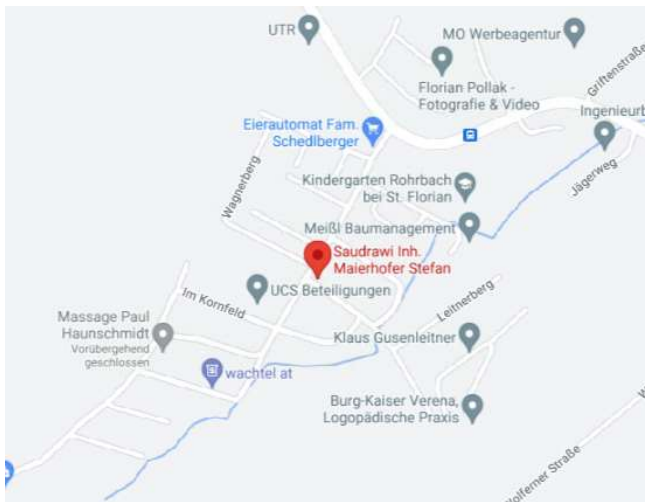 UTR
MO Werbeagentur
Griftenstraße
Florian Pollak -
Fotografie & Video
Ingenieurb
Eierautomat Fam.
Schedlberger
Jägerweg
Kindergarten Rohrbach
bei St. Florian
Wagnerberg
Meißl Baumanagement
Saudrawi Inh.
Maierhofer Stefan
UCS Beteiligungen
Leitnerberg
Im Kornfeld
Massage Paul
Haunschmidt
Vorübergehend
geschlossen
Klaus Gusenleitner
wachtel at
Burg-Kaiser Verena,
Logopädische Praxis
Wolferner Straße
W